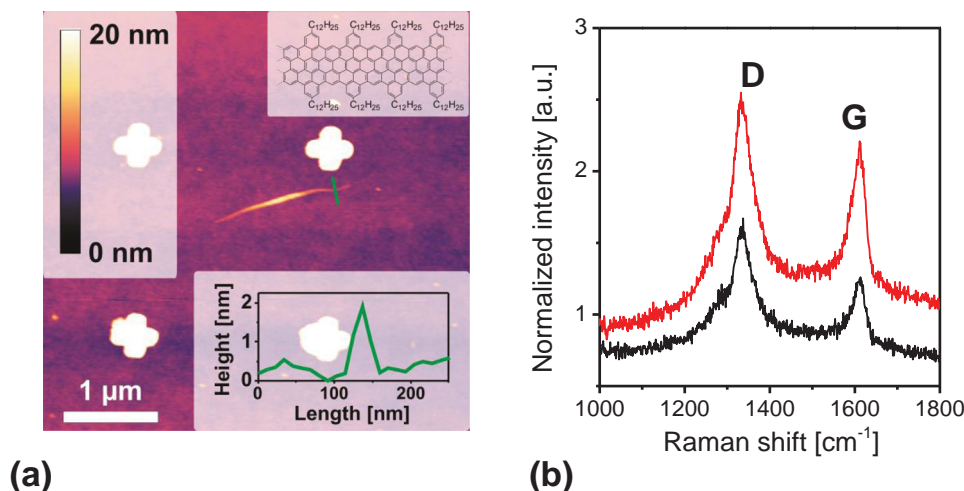 20 nm
0 nm
1 µm
C12H25 C12H25 C12H25 C12H25
C12H25 C12H25 C12H25 C12H25
Height [nm]
2
1
0
0 100 200
Length [nm]
(a)
Normalized intensity [a.u.]
3
2
1
D
G
1000 1200 1400 1600 1800
Raman shift [cm-1]
(b)